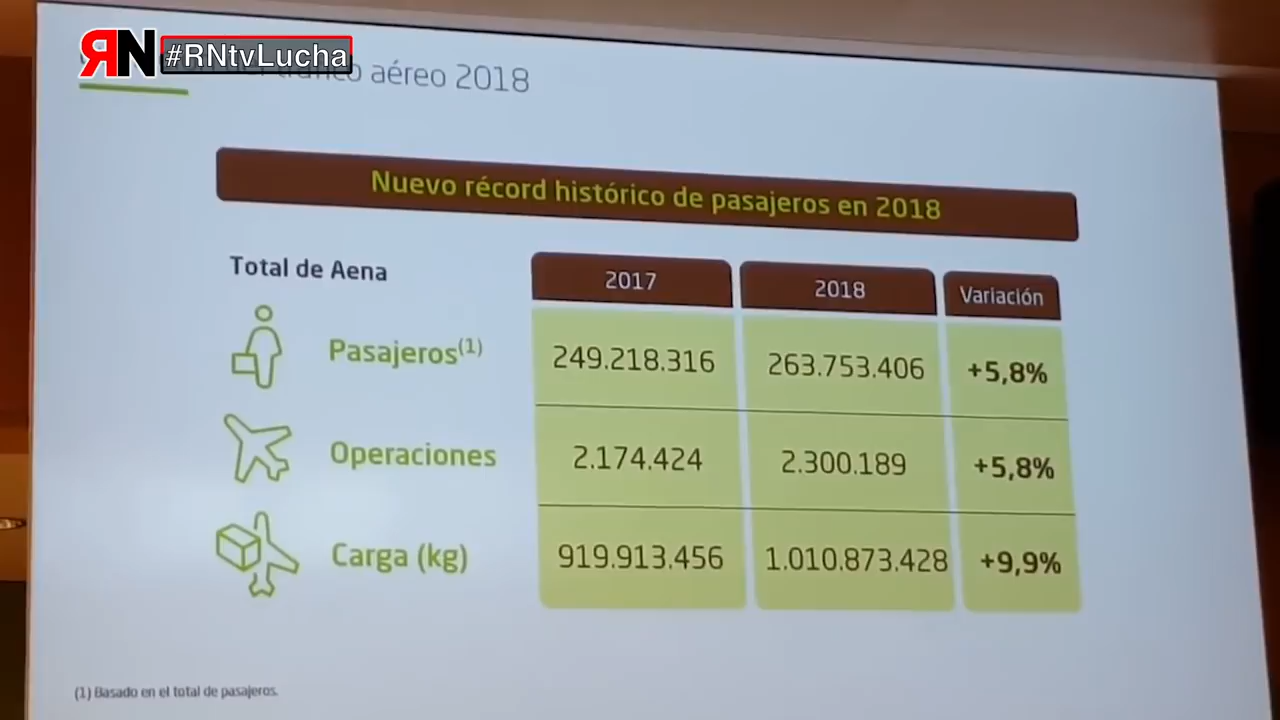 ЯN #RNtvLucha
aéreo 2018
Nuevo récord histórico de pasajeros en 2018
Total de Aena 2017 2018 Variación
Pasajeros(1) 249.218.316 263.753.406 +5,8%
Operaciones 2.174.424 2.300.189 +5,8%
Carga (kg) 919.913.456 1.010.873.428 +9,9%
(1) Basado en el total de pasajeros.